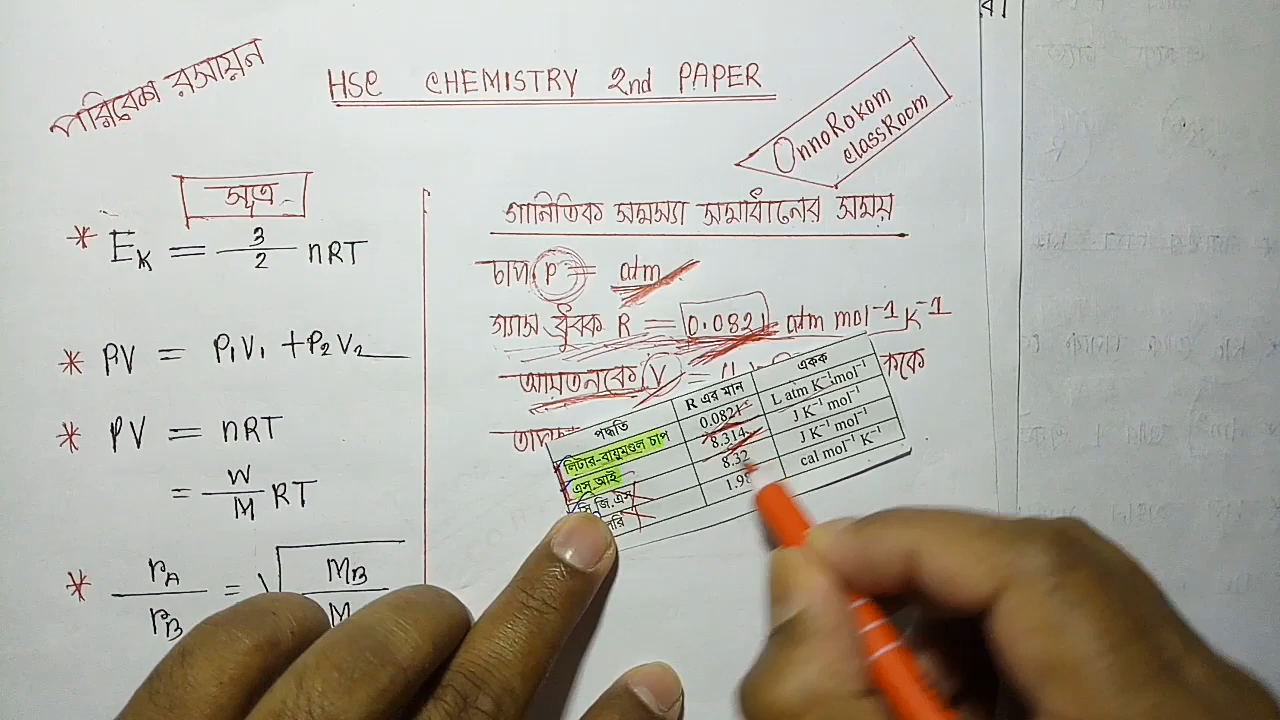 পরিবেশ রসায়ন
HSC CHEMISTRY 2nd PAPER
OnnoRokom
classRoom
সূত্র
* EK = 3/2 nRT
* PV = P1V1 + P2V2
* PV = nRT
= W/M RT
* rA/rB = √MB/M
গানিতিক সমস্যা সমাধানের সময়
চাপ P = atm
গ্যাস ধ্রুবক R = 0.0821 atm mol⁻¹ K⁻¹
আয়তনকে V =
ককে
পদ্ধতি R এর মান একক
লিটার-বায়ুমণ্ডল চাপ 0.0821 L atm K⁻¹mol⁻¹
এস.আই 8.314 J K⁻¹ mol⁻¹
সি.জি.এস 8.32 J K⁻¹ mol⁻¹
1.98 cal mol⁻¹ K⁻¹